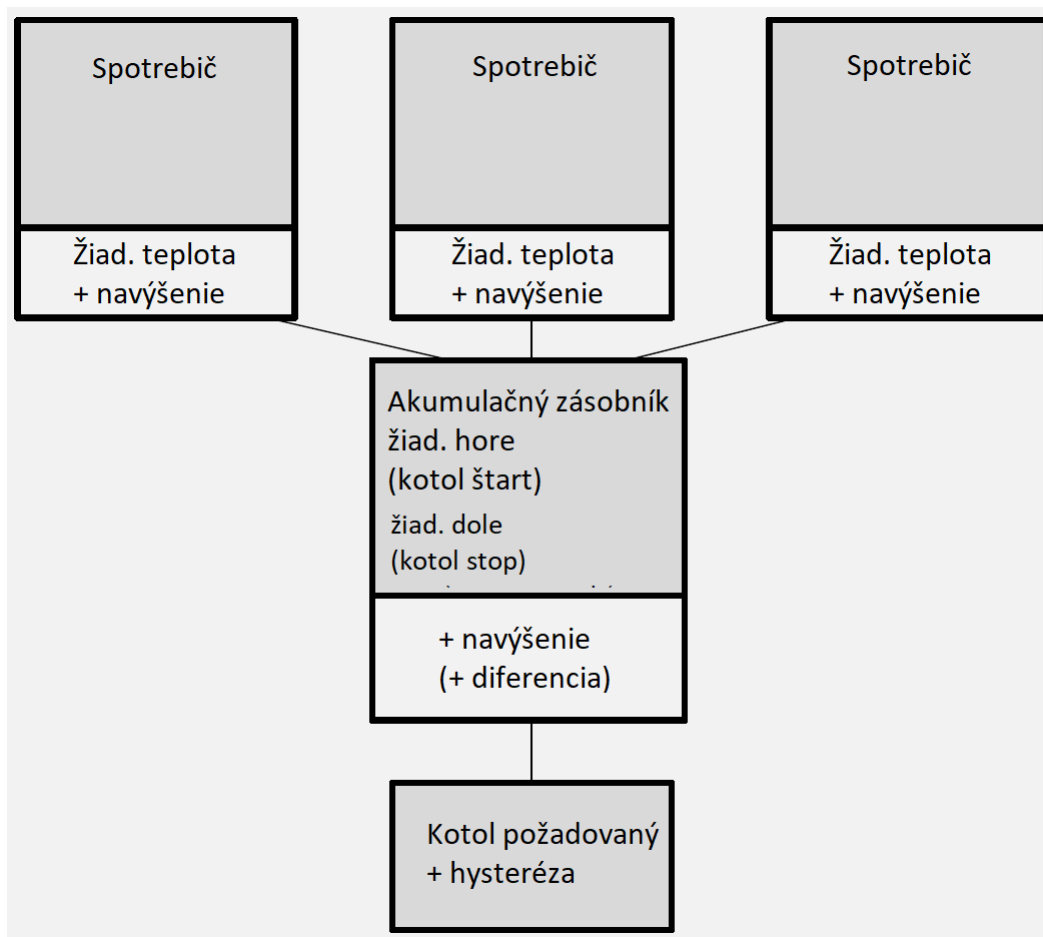 Spotrebič
Spotrebič
Spotrebič
Žiad. teplota
+ navýšenie
Žiad. teplota
+ navýšenie
Žiad. teplota
+ navýšenie
Akumulačný zásobník
žiad. hore
(kotol štart)
žiad. dole
(kotol stop)
+ navýšenie
(+ diferencia)
Kotol požadovaný
+ hysteréza